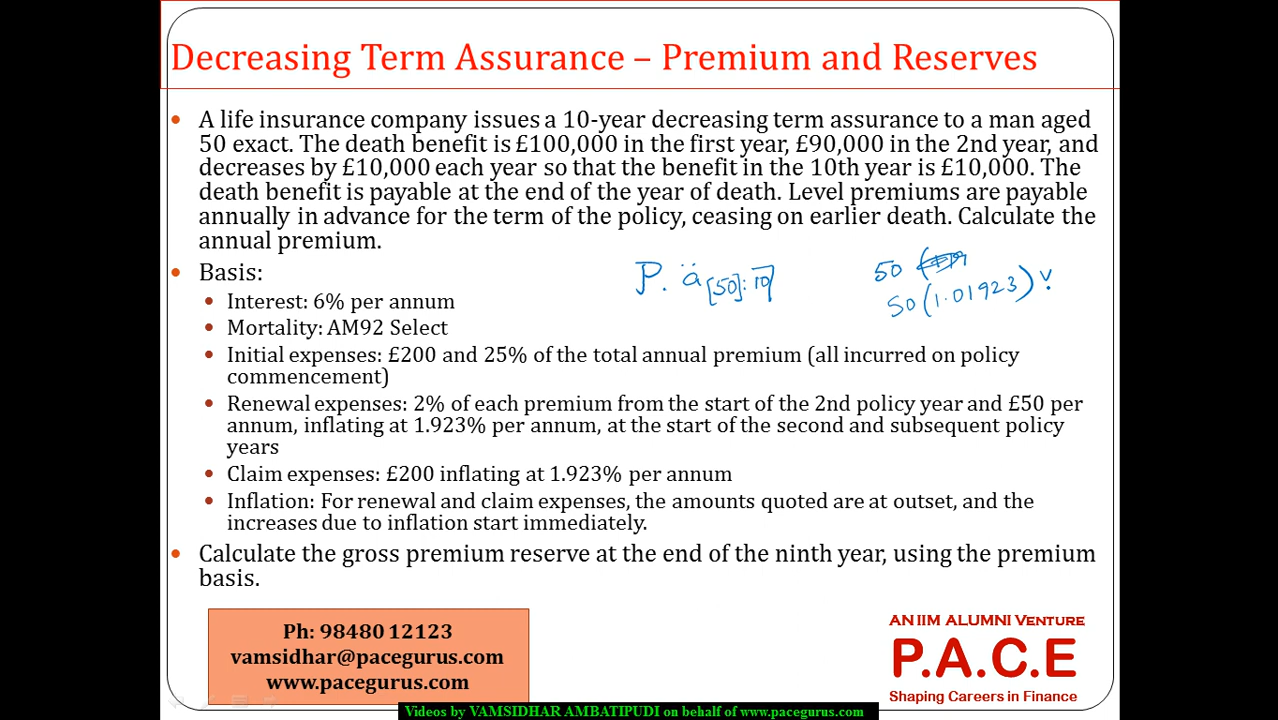 Decreasing Term Assurance – Premium and Reserves
• A life insurance company issues a 10-year decreasing term assurance to a man aged
50 exact. The death benefit is £100,000 in the first year, £90,000 in the 2nd year, and
decreases by £10,000 each year so that the benefit in the 10th year is £10,000. The
death benefit is payable at the end of the year of death. Level premiums are payable
annually in advance for the term of the policy, ceasing on earlier death. Calculate the
annual premium.
• Basis:
• Interest: 6% per annum
• Mortality: AM92 Select
P. ä[50]:10
50
50(1.01923) v
• Initial expenses: £200 and 25% of the total annual premium (all incurred on policy
commencement)
• Renewal expenses: 2% of each premium from the start of the 2nd policy year and £50 per
annum, inflating at 1.923% per annum, at the start of the second and subsequent policy
years
• Claim expenses: £200 inflating at 1.923% per annum
• Inflation: For renewal and claim expenses, the amounts quoted are at outset, and the
increases due to inflation start immediately.
• Calculate the gross premium reserve at the end of the ninth year, using the premium
basis.
Ph: 98480 12123
vamsidhar@pacegurus.com
www.pacegurus.com
AN IIM ALUMNI VENTURE
P.A.C.E
Shaping Careers in Finance
Videos by VAMSIDHAR AMBATIPUDI on behalf of www.pacegurus.com